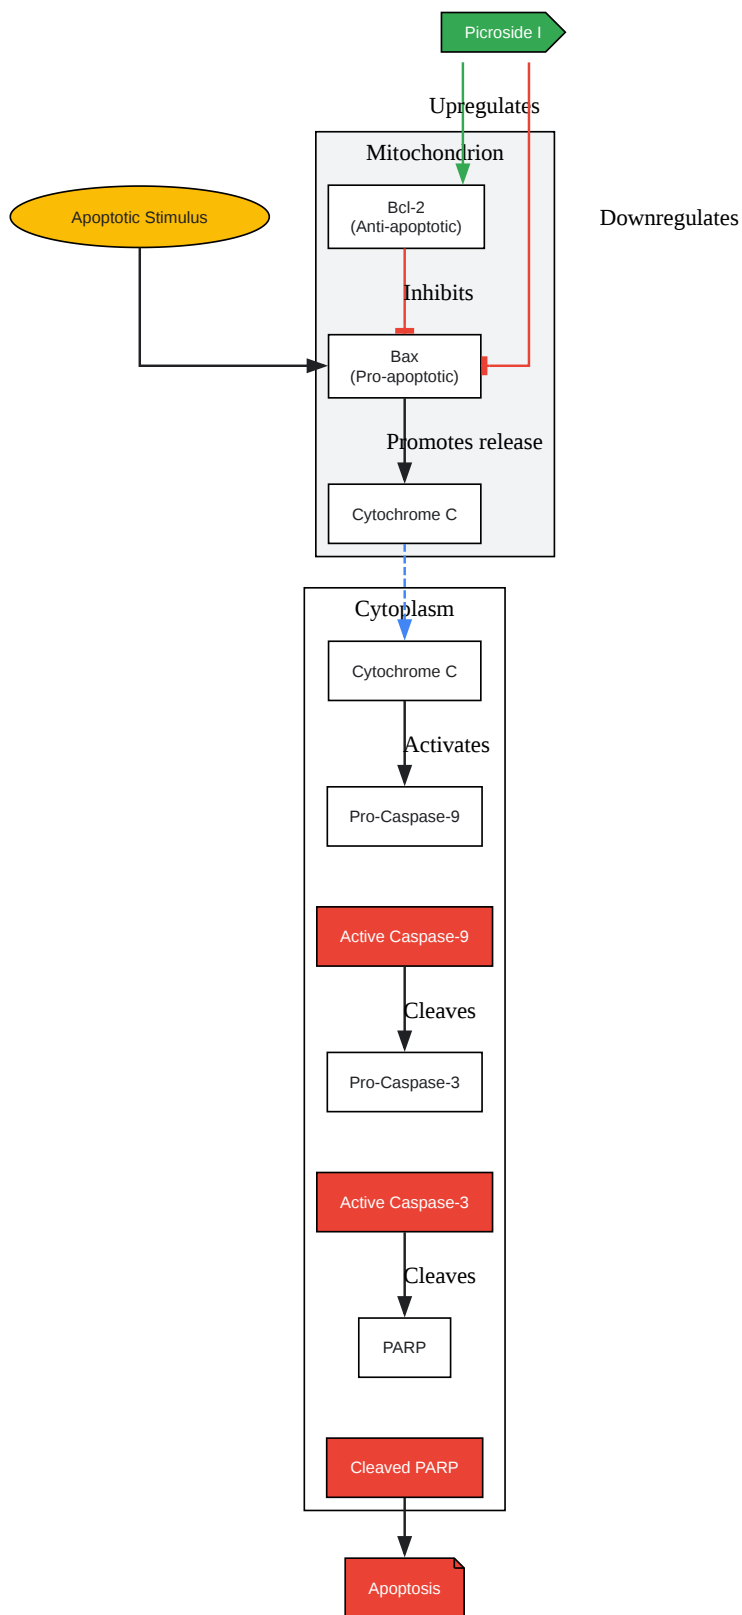 Picroside I
Upregulates
Mitochondrion
Bcl-2
(Anti-apoptotic)
Apoptotic Stimulus
Downregulates
Inhibits
Bax
(Pro-apoptotic)
Promotes release
Cytochrome C
Cytoplasm
Cytochrome C
Activates
Pro-Caspase-9
Active Caspase-9
Cleaves
Pro-Caspase-3
Active Caspase-3
Cleaves
PARP
Cleaved PARP
Apoptosis